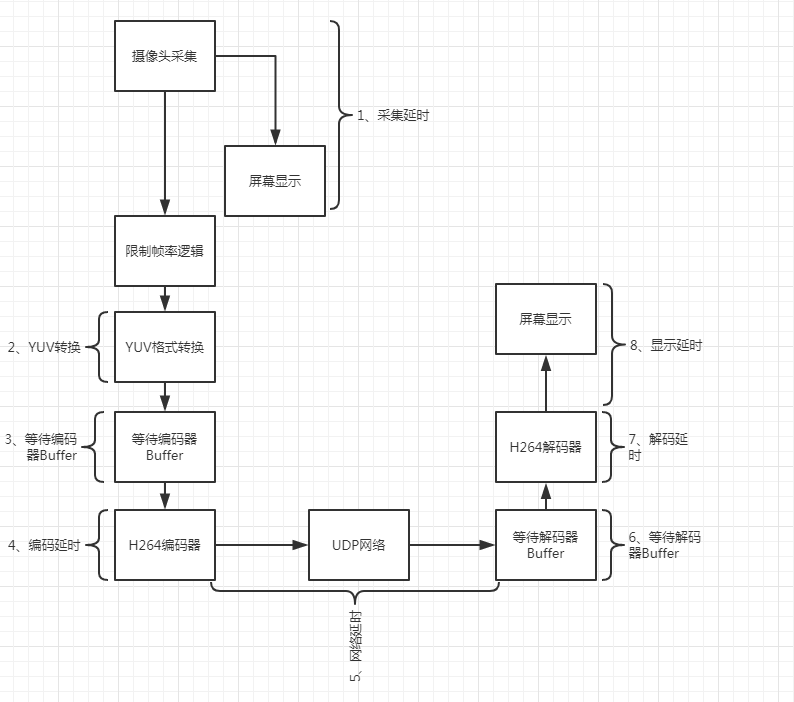 摄像头采集
1、采集延时
屏幕显示
限制帧率逻辑
屏幕显示
2、YUV转换
YUV格式转换
8、显示延时
3、等待编码
器Buffer
等待编码器
Buffer
H264解码器
7、解码延
时
4、编码延时
H264编码器
UDP网络
等待解码器
Buffer
6、等待解码
器Buffer
5、网络延时